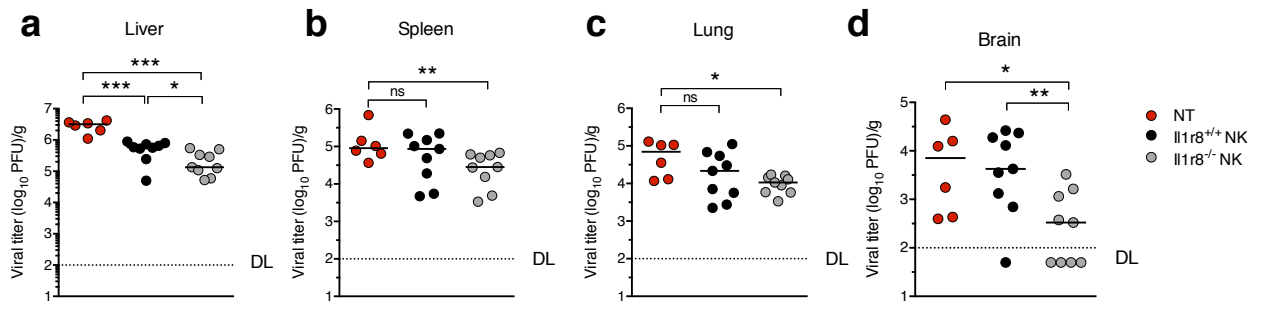 a
Liver
***
***
*
Viral titer (log10 PFU)/g
7
6
5
4
3
2
1
DL
b
Spleen
**
ns
Viral titer (log10 PFU)/g
6
5
4
3
2
1
DL
c
Lung
*
ns
Viral titer (log10 PFU)/g
6
5
4
3
2
1
DL
d
Brain
*
**
Viral titer (log10 PFU)/g
5
4
3
2
1
DL
NT
Il1r8+/+ NK
Il1r8-/- NK